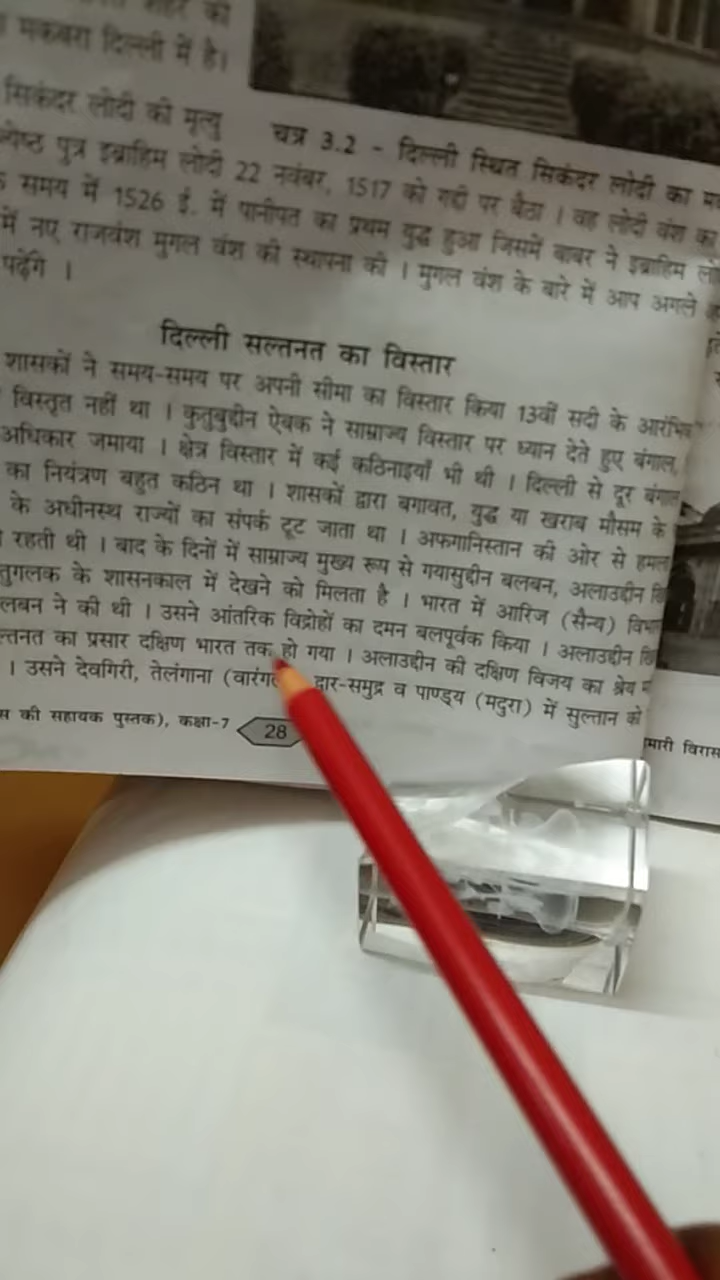 मकबरा दिल्ली में है।
सिकंदर लोदी की मृत्यु
चत्र 3.2 - दिल्ली स्थित सिकंदर लोदी का
पुत्र इब्राहिम लोदी 22 नवंबर, 1517 को गद्दी पर बैठा । वह लोदी वंश का
समय में 1526 ई. में पानीपत का प्रथम युद्ध हुआ जिसमें बाबर ने इब्राहिम
में नए राजवंश मुगल वंश की स्थापना की । मुगल वंश के बारे में आप अगले
पढ़ेंगे ।
दिल्ली सल्तनत का विस्तार
शासकों ने समय-समय पर अपनी सीमा का विस्तार किया 13वीं सदी के
विस्तृत नहीं था । कुतुबुद्दीन ऐबक ने साम्राज्य विस्तार पर ध्यान देते हुए बंगाल,
अधिकार जमाया । क्षेत्र विस्तार में कई कठिनाइयाँ भी थी । दिल्ली से दूर बंगाल
का नियंत्रण बहुत कठिन था । शासकों द्वारा बगावत, युद्ध या खराब मौसम के
के अधीनस्थ राज्यों का संपर्क टूट जाता था । अफगानिस्तान की ओर से
रहती थी । बाद के दिनों में साम्राज्य मुख्य रूप से गयासुद्दीन बलबन, अलाउद्दीन
तुगलक के शासनकाल में देखने को मिलता है । भारत में आरिज (सैन्य)
लबन ने की थी । उसने आंतरिक विद्रोहों का दमन बलपूर्वक किया । अलाउद्दीन
ल्तनत का प्रसार दक्षिण भारत तक हो गया । अलाउद्दीन की दक्षिण विजय का श्रेय
। उसने देवगिरी, तेलंगाना द्वार-समुद्र व पाण्ड्य (मदुरा) में सुल्तान को
स की सहायक पुस्तक), कक्षा-7
28
मारी विरास